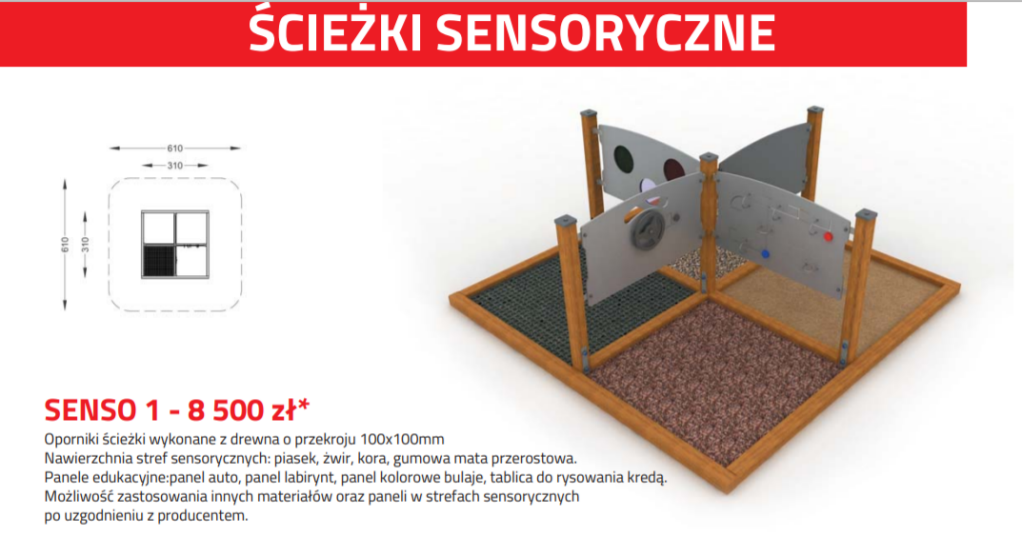 ŚCIEŻKI SENSORYCZNE
610
310
610
310
SENSO 1 - 8 500 zł*
Oporniki ścieżki wykonane z drewna o przekroju 100x100mm
Nawierzchnia stref sensorycznych: piasek, żwir, kora, gumowa mata przerostowa.
Panele edukacyjne:panel auto, panel labirynt, panel kolorowe bulaje, tablica do rysowania kredą.
Możliwość zastosowania innych materiałów oraz paneli w strefach sensorycznych
po uzgodnieniu z producentem.